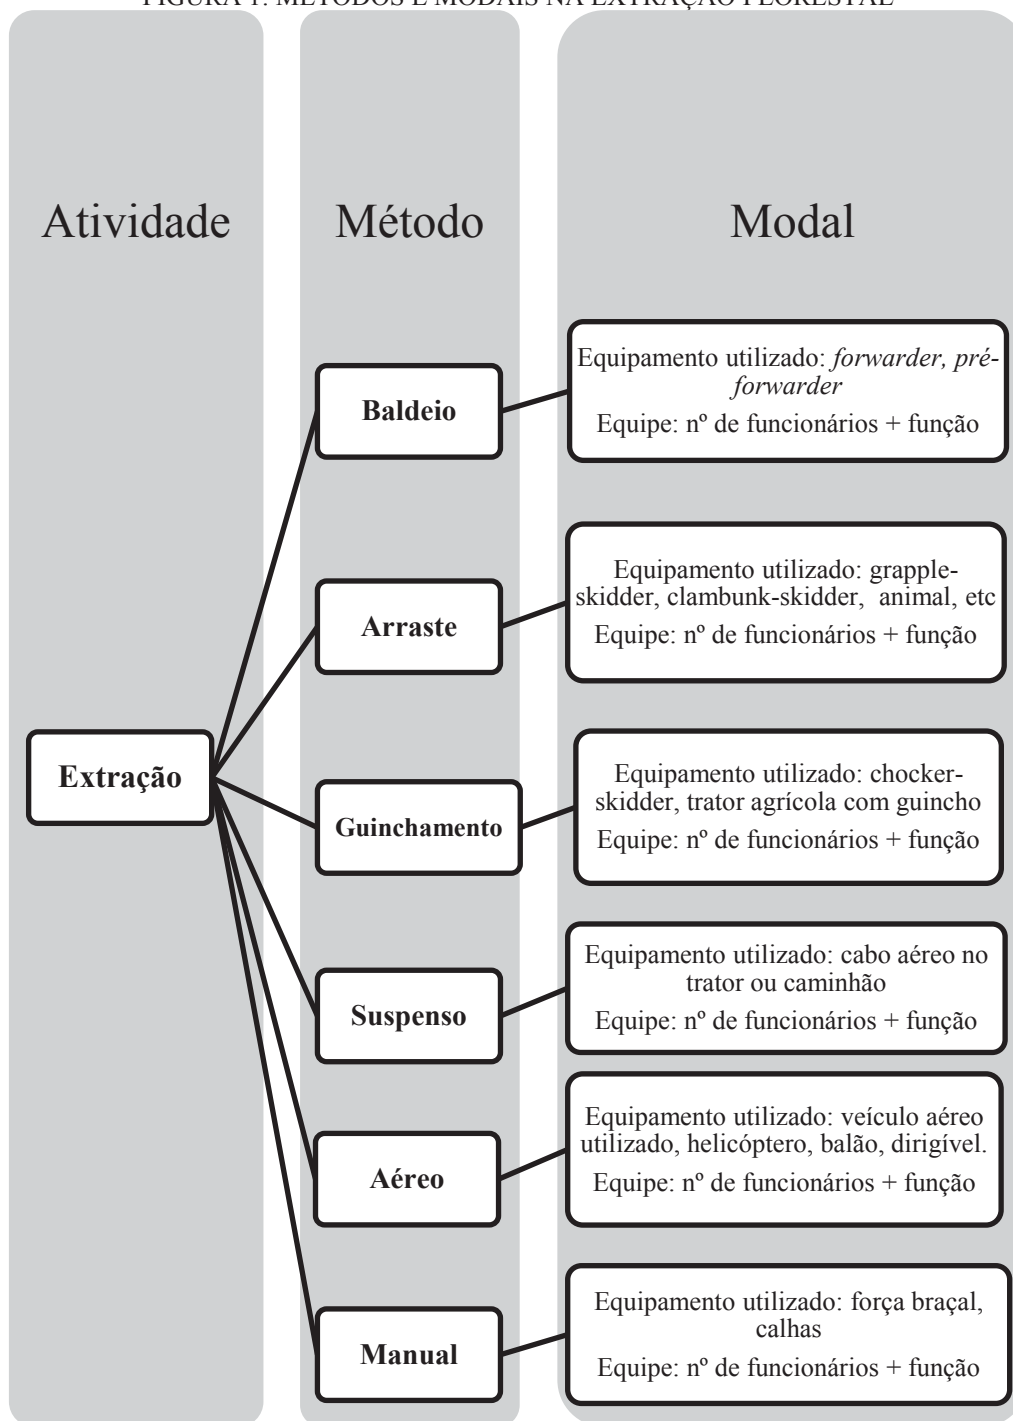 FIGURA 1: MÉTODOS E MODAIS NA EXTRAÇÃO FLORESTAL
Atividade
Método
Modal
Extração
Baldeio
Equipamento utilizado: forwarder, pré-
forwarder
Equipe: nº de funcionários + função
Arraste
Equipamento utilizado: grapple-
skidder, clambunk-skidder, animal, etc
Equipe: nº de funcionários + função
Guinchamento
Equipamento utilizado: chocker-
skidder, trator agrícola com guincho
Equipe: nº de funcionários + função
Suspenso
Equipamento utilizado: cabo aéreo no
trator ou caminhão
Equipe: nº de funcionários + função
Aéreo
Equipamento utilizado: veículo aéreo
utilizado, helicóptero, balão, dirigível.
Equipe: nº de funcionários + função
Manual
Equipamento utilizado: força braçal,
calhas
Equipe: nº de funcionários + função